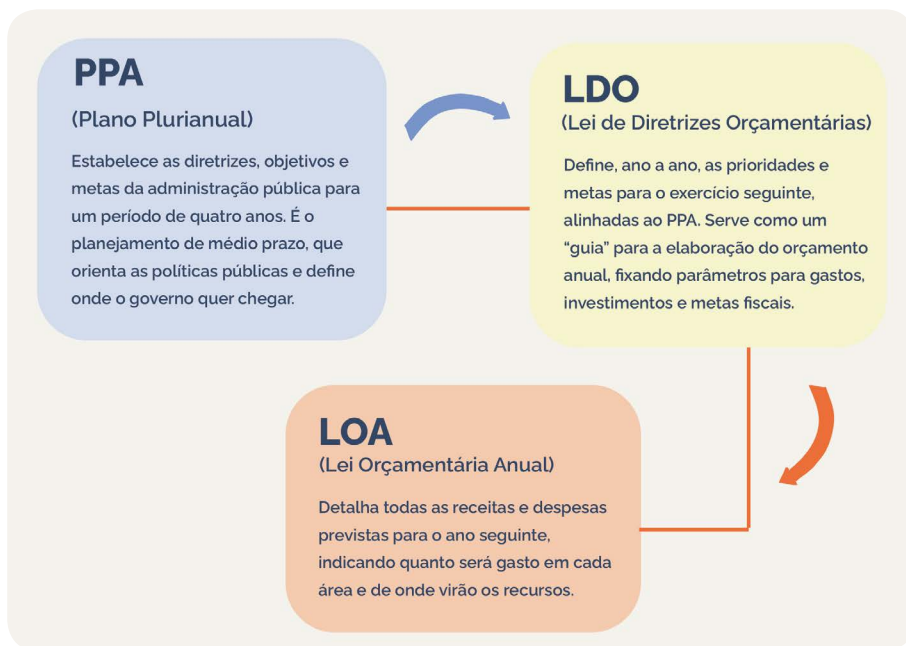 PPA
(Plano Plurianual)
Estabelece as diretrizes, objetivos e
metas da administração pública para
um período de quatro anos. É o
planejamento de médio prazo, que
orienta as políticas públicas e define
onde o governo quer chegar.
LDO
(Lei de Diretrizes Orçamentárias)
Define, ano a ano, as prioridades e
metas para o exercício seguinte,
alinhadas ao PPA. Serve como um
“guia” para a elaboração do orçamento
anual, fixando parâmetros para gastos,
investimentos e metas fiscais.
LOA
(Lei Orçamentária Anual)
Detalha todas as receitas e despesas
previstas para o ano seguinte,
indicando quanto será gasto em cada
área e de onde virão os recursos.